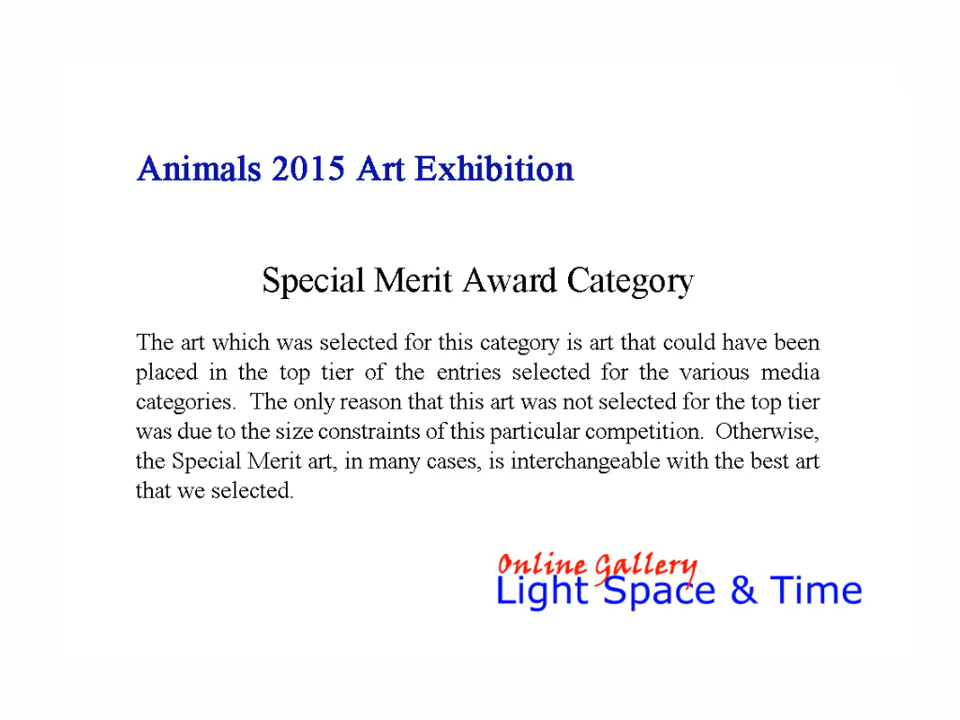 Animals 2015 Art Exhibition
Special Merit Award Category
The art which was selected for this category is art that could have been
placed in the top tier of the entries selected for the various media
categories.  The only reason that this art was not selected for the top tier
was due to the size constraints of this particular competition.  Otherwise,
the Special Merit art, in many cases, is interchangeable with the best art
that we selected.
Online Gallery
Light Space & Time